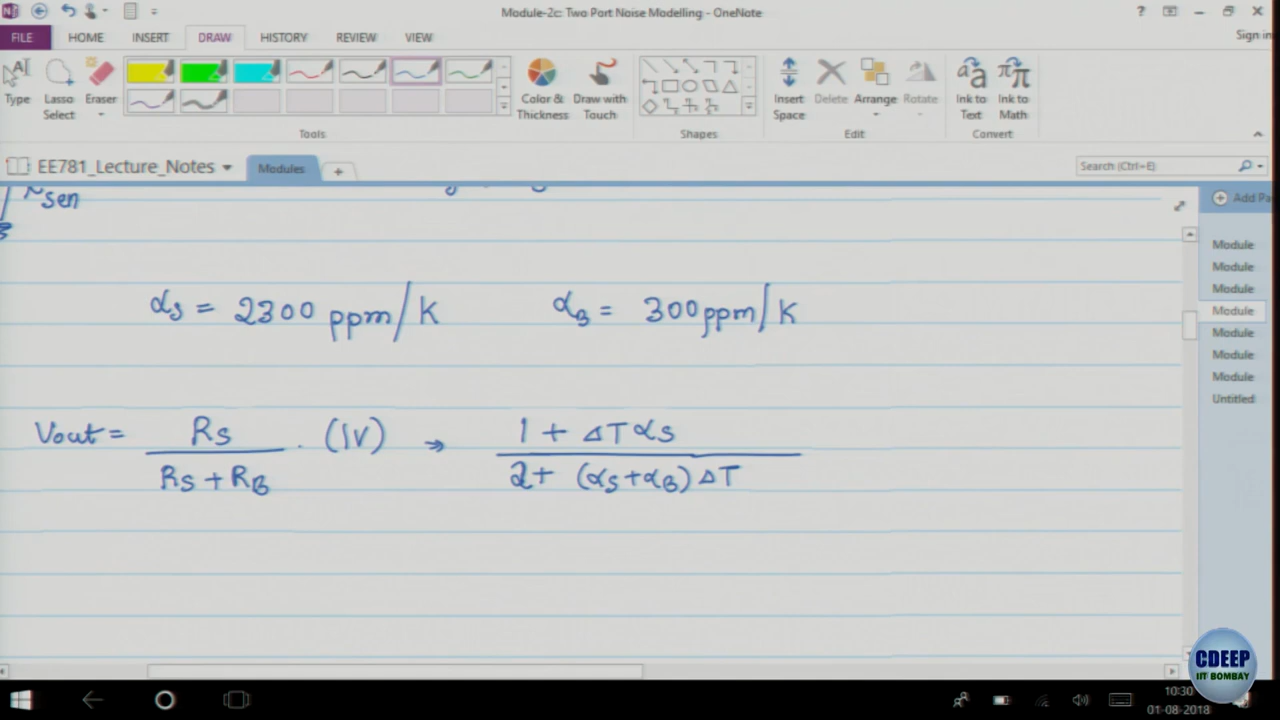 Module-2c: Two Port Noise Modelling - OneNote
Sign in
FILE HOME INSERT DRAW HISTORY REVIEW VIEW
Type Lasso Select Eraser Color & Thickness Draw with Touch Insert Space Delete Arrange Rotate Ink to Text Ink to Math
Tools Shapes Edit Convert
EE781_Lecture_Notes Modules Search (Ctrl+E)
Add Pa
Rsen
Module
Module
Module
αs = 2300 ppm/K αB = 300ppm/K
Module
Module
Module
Module
Untitled
Vout = Rs / (Rs + RB) . (1V) → (1 + ΔTαs) / (2 + (αs+αB)ΔT)
CDEEP
IIT BOMBAY
10:30
01-08-2018